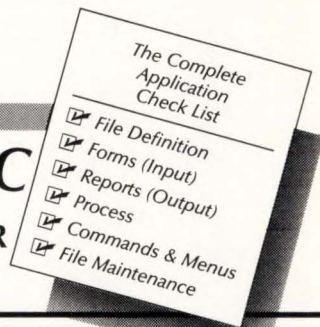 The Complete
Application
Check List
File Definition
Forms (Input)
Reports (Output)
Process
Commands & Menus
File Maintenance
C
R